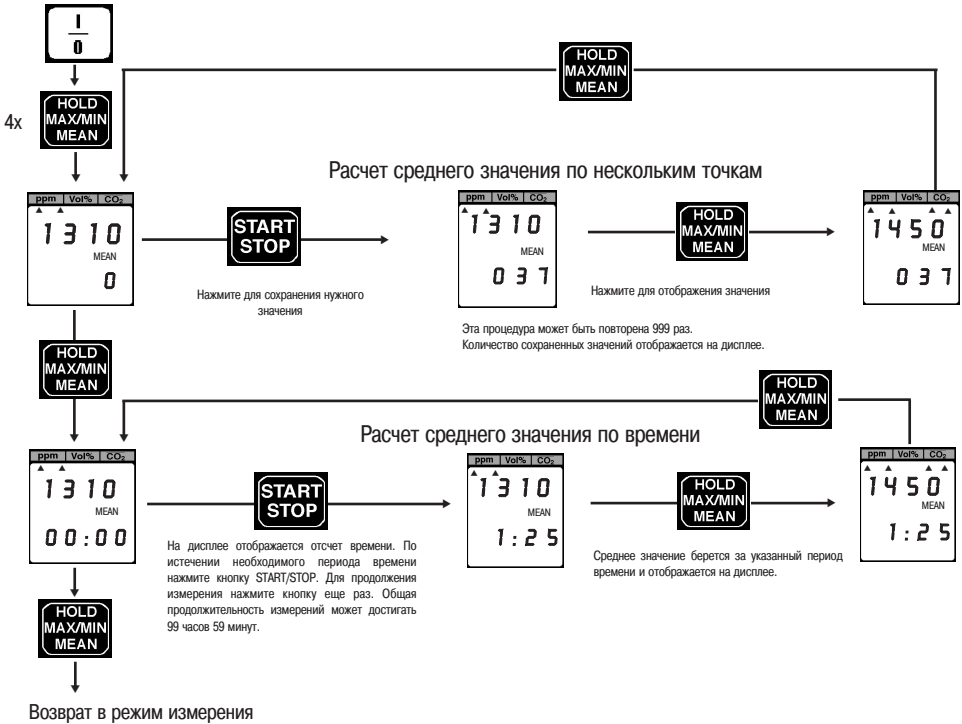 I
0
4x
HOLD
MAX/MIN
MEAN
HOLD
MAX/MIN
MEAN
Расчет среднего значения по нескольким точкам
ppm Vol% CO₂
1310
MEAN
0
START
STOP
Нажмите для сохранения нужного
значения
ppm Vol% CO₂
1310
MEAN
037
HOLD
MAX/MIN
MEAN
Нажмите для отображения значения
ppm Vol% CO₂
1450
MEAN
037
Эта процедура может быть повторена 999 раз.
Количество сохраненных значений отображается на дисплее.
HOLD
MAX/MIN
MEAN
HOLD
MAX/MIN
MEAN
Расчет среднего значения по времени
ppm Vol% CO₂
1310
MEAN
00:00
START
STOP
На дисплее отображается отсчет времени. По
истечении необходимого периода времени
нажмите кнопку START/STOP. Для продолжения
измерения нажмите кнопку еще раз. Общая
продолжительность измерений может достигать
99 часов 59 минут.
ppm Vol% CO₂
1310
MEAN
1:25
HOLD
MAX/MIN
MEAN
Среднее значение берется за указанный период
времени и отображается на дисплее.
ppm Vol% CO₂
1450
MEAN
1:25
HOLD
MAX/MIN
MEAN
Возврат в режим измерения